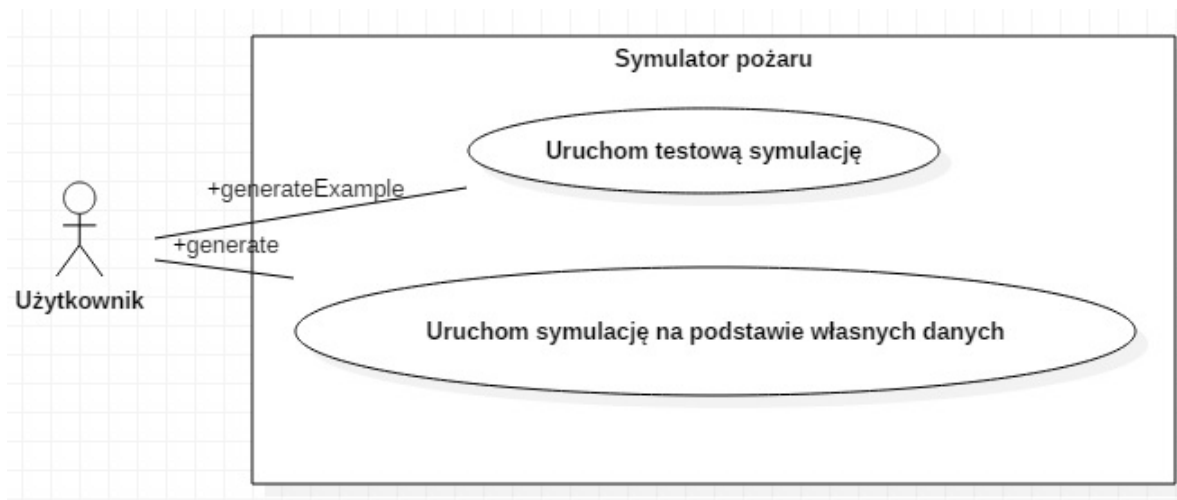 Symulator pożaru
Uruchom testową symulację
+generateExample
+generate
Użytkownik
Uruchom symulację na podstawie własnych danych